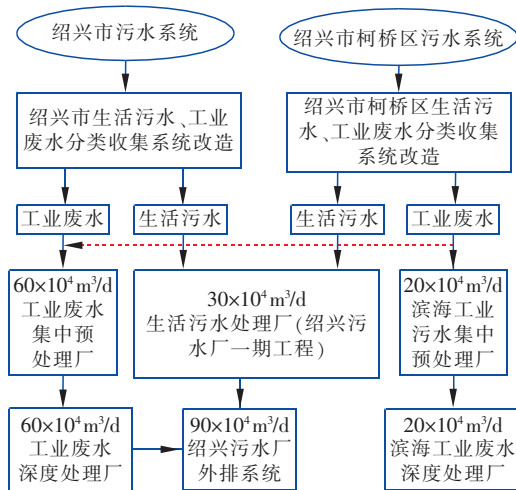 绍兴市污水系统
绍兴市柯桥区污水系统
绍兴市生活污水、工业
废水分类收集系统改造
绍兴市柯桥区生活污
水、工业废水分类收集
系统改造
工业废水
生活污水
生活污水
工业废水
60×10⁴m³/d
工业废水
集中预
处理厂
30×10⁴m³/d
生活污水处理厂(绍兴污
水厂一期工程)
20×10⁴m³/d
滨海工业
污水集中
预处理厂
60×10⁴m³/d
工业废水
深度处理厂
90×10⁴m³/d
绍兴污水厂
外排系统
20×10⁴m³/d
滨海工业废水
深度处理厂